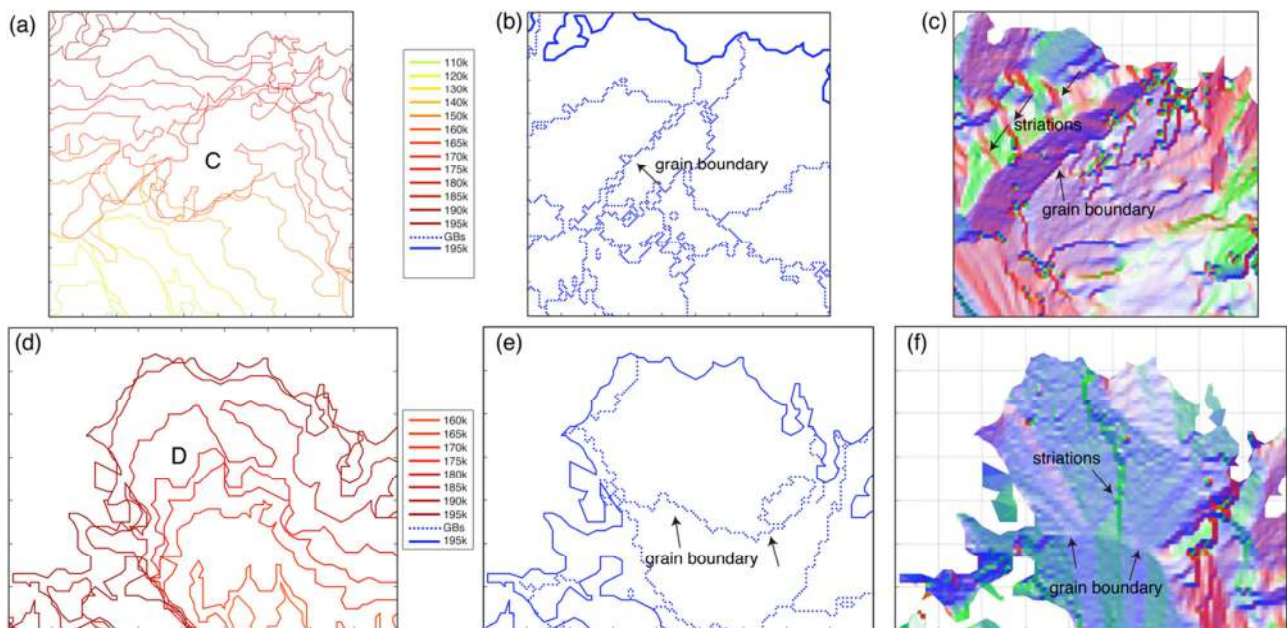 (a)
110k
120k
130k
140k
150k
160k
165k
170k
175k
180k
185k
190k
195k
GBs
195k
C
(b)
grain boundary
(c)
striations
grain boundary
(d)
D
160k
165k
170k
175k
180k
185k
190k
195k
GBs
195k
(e)
grain boundary
(f)
striations
grain boundary